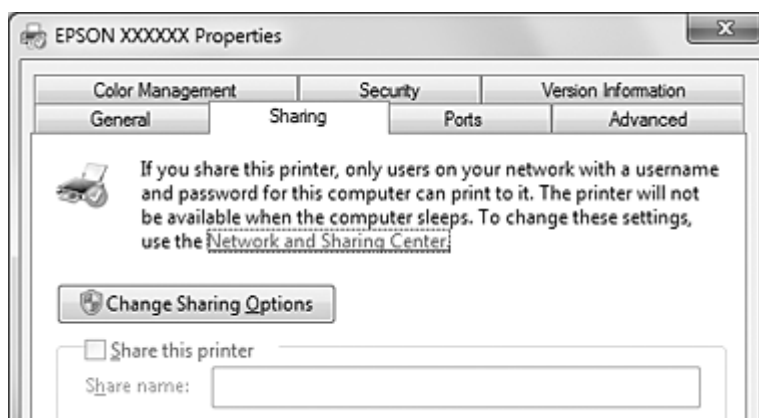 EPSON XXXXXX Properties
Color Management Security Version Information
General Sharing Ports Advanced
If you share this printer, only users on your network with a username
and password for this computer can print to it. The printer will not
be available when the computer sleeps. To change these settings,
use the Network and Sharing Center.
Change Sharing Options
Share this printer
Share name: